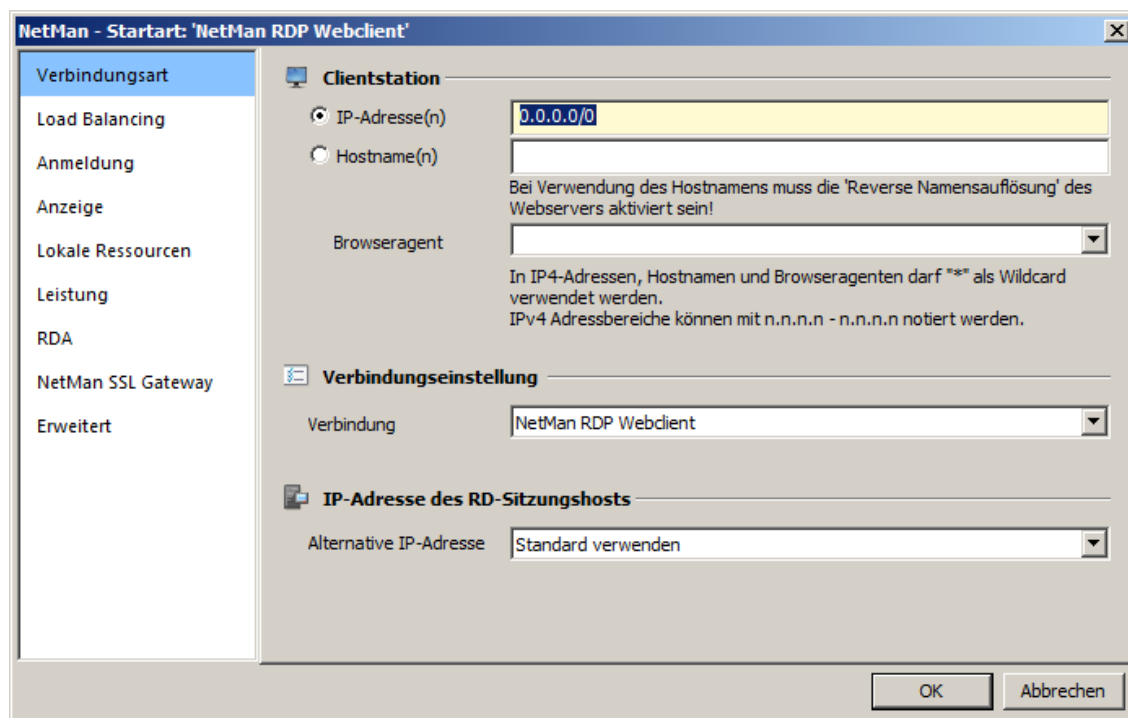 NetMan - Startart: 'NetMan RDP Webclient'
Verbindungsart
Load Balancing
Anmeldung
Anzeige
Lokale Ressourcen
Leistung
RDA
NetMan SSL Gateway
Erweitert
Clientstation
IP-Adresse(n)
0.0.0.0/0
Hostname(n)
Bei Verwendung des Hostnamens muss die 'Reverse Namensauflösung' des
Webservers aktiviert sein!
Browseragent
In IP4-Adressen, Hostnamen und Browseragenten darf "*" als Wildcard
verwendet werden.
IPv4 Adressbereiche können mit n.n.n.n - n.n.n.n notiert werden.
Verbindungseinstellung
Verbindung
NetMan RDP Webclient
IP-Adresse des RD-Sitzungshosts
Alternative IP-Adresse
Standard verwenden
OK
Abbrechen